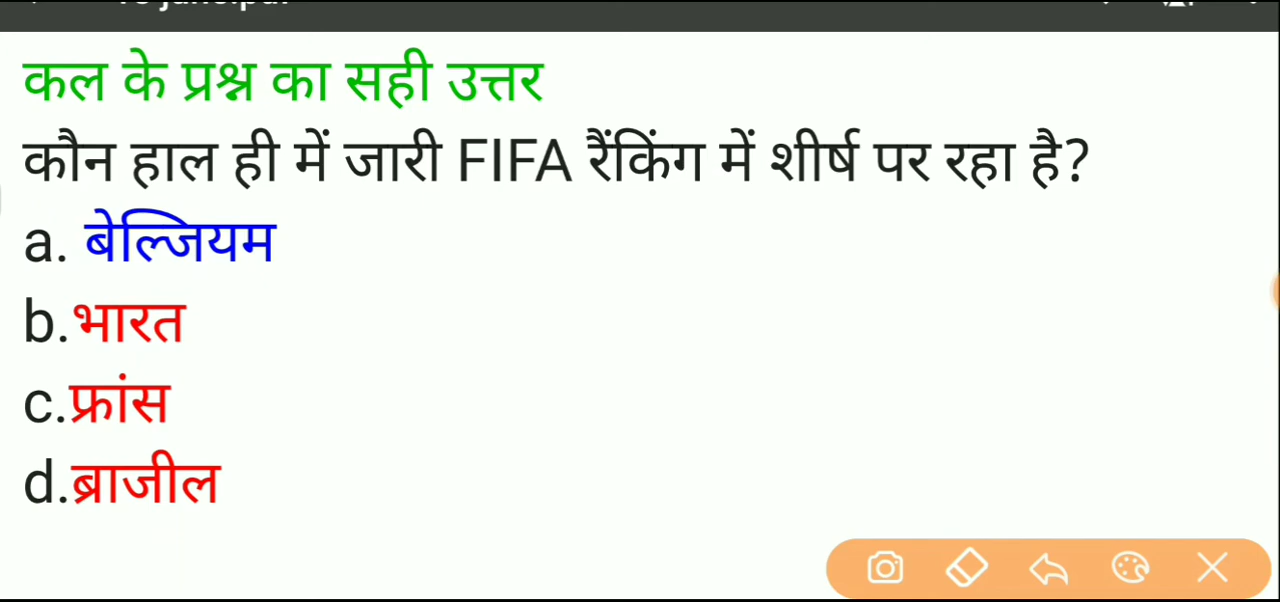 कल के प्रश्न का सही उत्तर
कौन हाल ही में जारी FIFA रैंकिंग में शीर्ष पर रहा है?
a. बेल्जियम
b.भारत
c.फ्रांस
d.ब्राजील